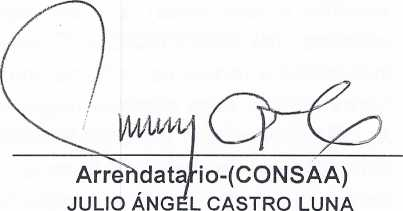 Arrendatario-(CONSAA)
JULIO ÁNGEL CASTRO LUNA